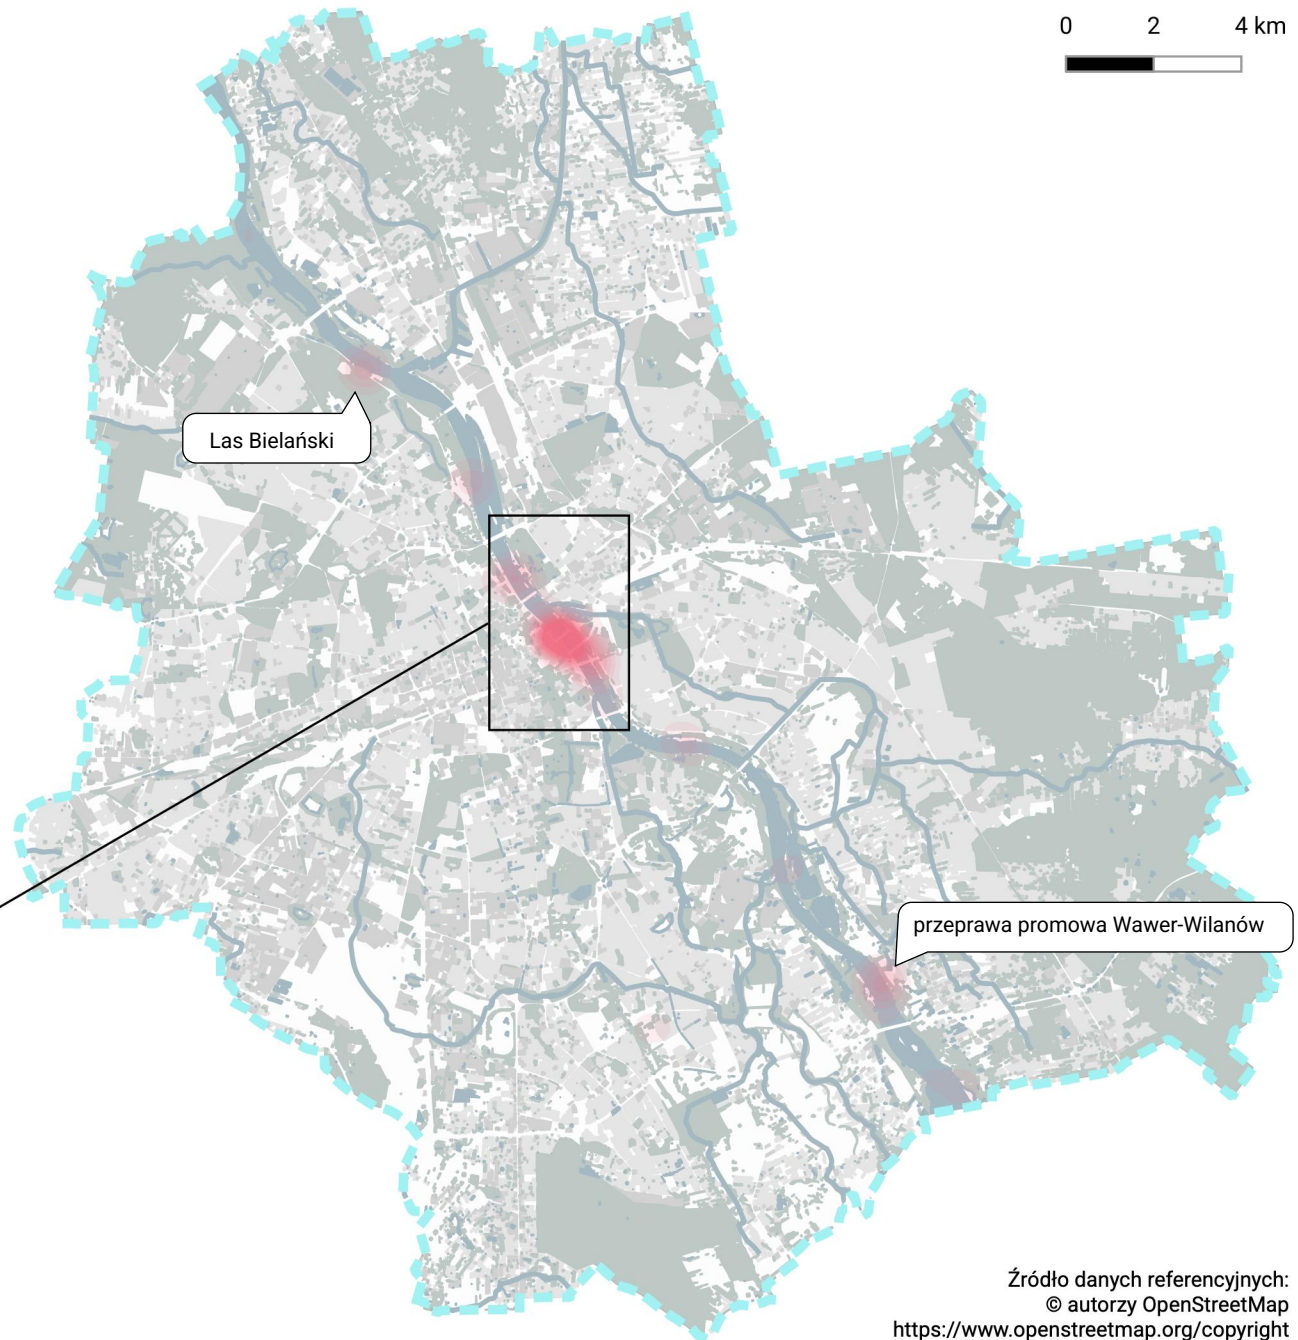 0 2 4 km
Las Bielański
przeprawa promowa Wawer-Wilanów
Źródło danych referencyjnych:
© autorzy OpenStreetMap
https://www.openstreetmap.org/copyright